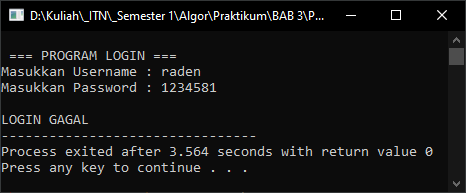 D:\Kuliah\_ITN\_Semester 1\Algor\Praktikum\BAB 3\P...
=== PROGRAM LOGIN ===
Masukkan Username : raden
Masukkan Password : 1234581
LOGIN GAGAL
--------------------------------
Process exited after 3.564 seconds with return value 0
Press any key to continue . . .